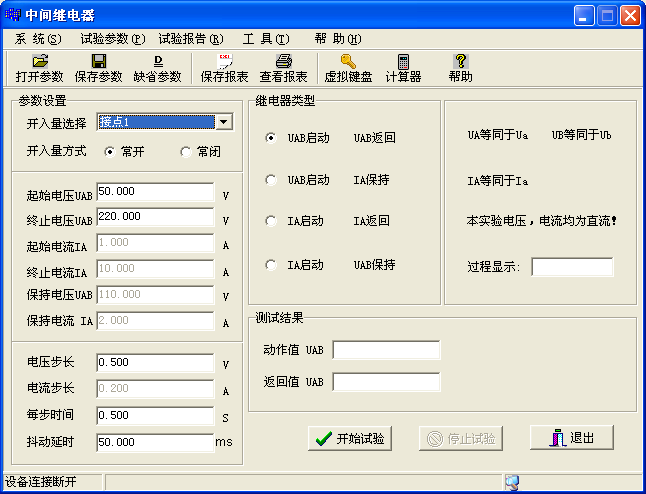 中间继电器
系 统(S) 试验参数(P) 试验报告(R) 工 具(T) 帮 助(H)
打开参数 保存参数 缺省参数 保存报表 查看报表 虚拟键盘 计算器 帮助
参数设置
开入量选择 接点1
开入量方式 常开 常闭
起始电压UAB 50.000 V
终止电压UAB 220.000 V
起始电流IA 1.000 A
终止电流IA 10.000 A
保持电压UAB 110.000 V
保持电流 IA 2.000 A
电压步长 0.500 V
电流步长 0.200 A
每步时间 0.500 S
抖动延时 50.000 ms
继电器类型
UAB启动 UAB返回
UAB启动 IA保持
IA启动 IA返回
IA启动 UAB保持
UA等同于Ua UB等同于Ub
IA等同于Ia
本实验电压,电流均为直流!
过程显示:
测试结果
动作值 UAB
返回值 UAB
开始试验 停止试验 退出
设备连接断开